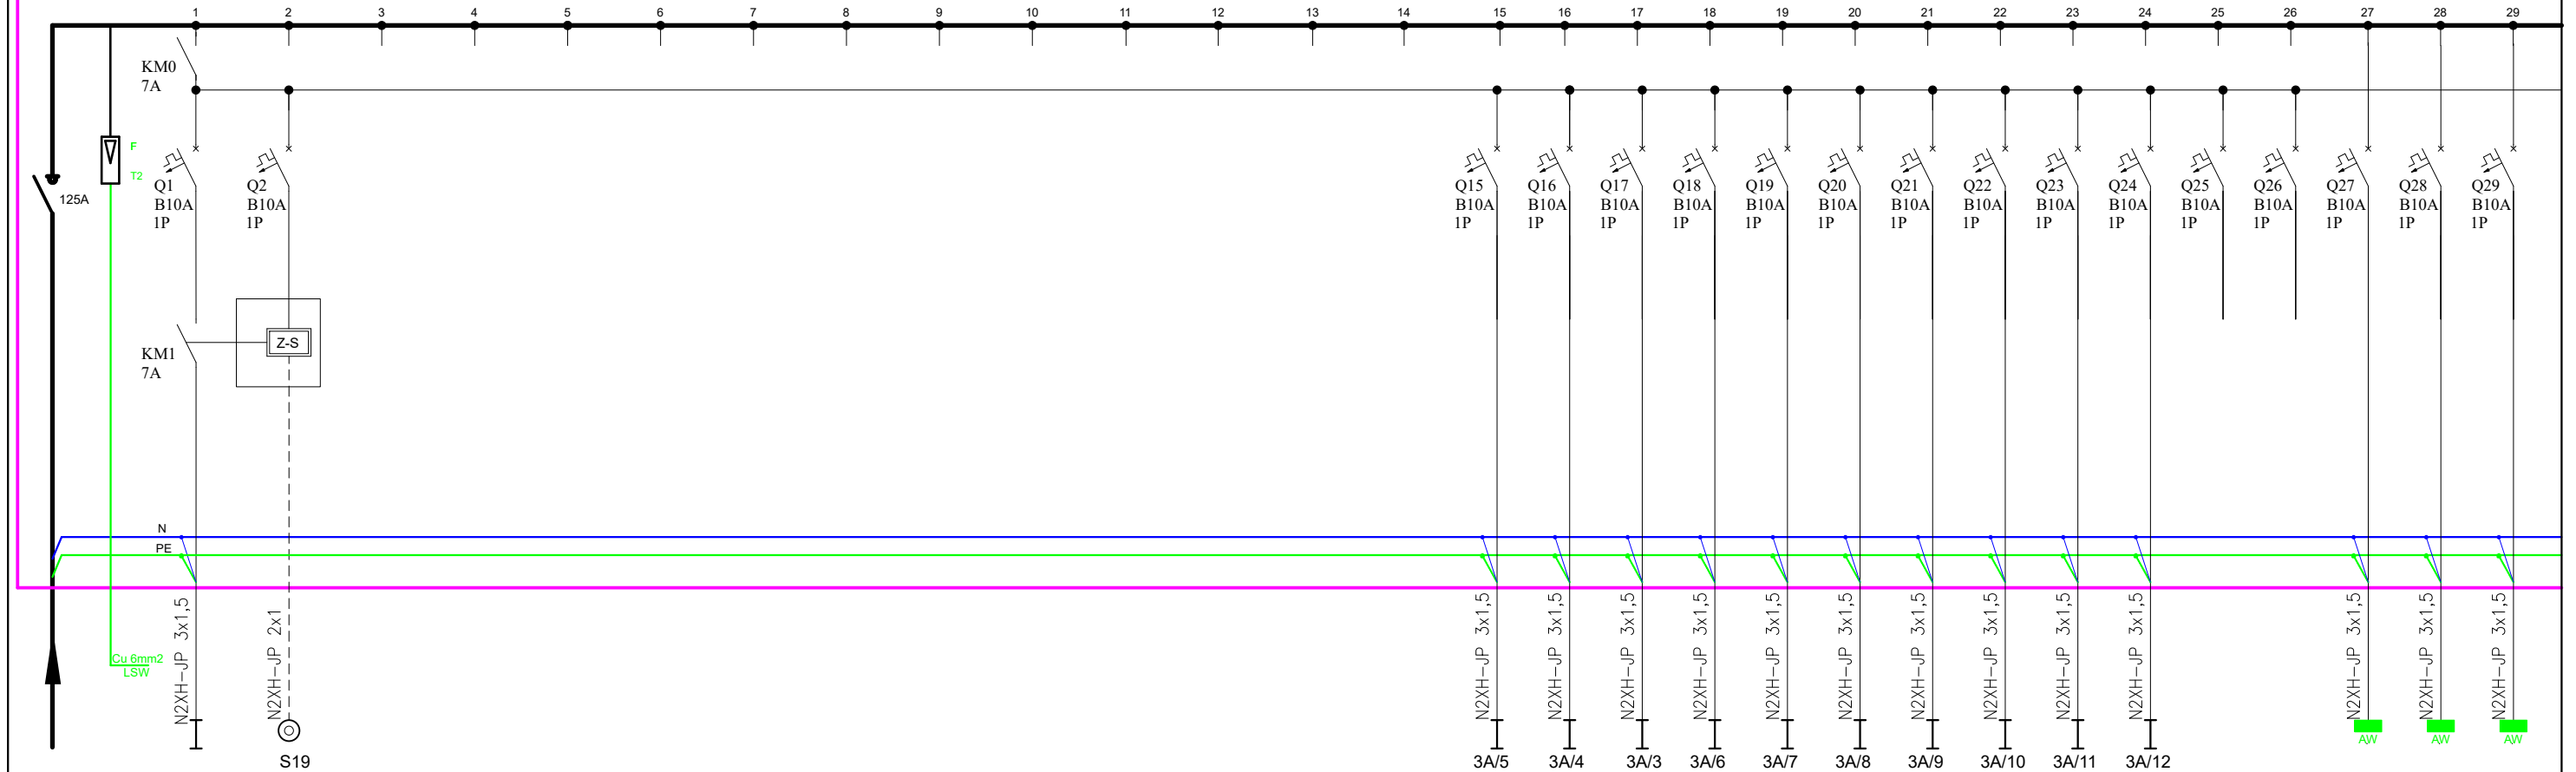 1 2 3 4 5 6 7 8 9 10 11 12 13 14 15 16 17 18 19 20 21 22 23 24 25 26 27 28 29
KM0
7A
F
T2
125A
Q1
B10A
1P
Q2
B10A
1P
Q15
B10A
1P
Q16
B10A
1P
Q17
B10A
1P
Q18
B10A
1P
Q19
B10A
1P
Q20
B10A
1P
Q21
B10A
1P
Q22
B10A
1P
Q23
B10A
1P
Q24
B10A
1P
Q25
B10A
1P
Q26
B10A
1P
Q27
B10A
1P
Q28
B10A
1P
Q29
B10A
1P
KM1
7A
Z-S
N
PE
Cu 6mm2
LSW
N2XH-JP 3x1,5
N2XH-JP 2x1
N2XH-JP 3x1,5
N2XH-JP 3x1,5
N2XH-JP 3x1,5
N2XH-JP 3x1,5
N2XH-JP 3x1,5
N2XH-JP 3x1,5
N2XH-JP 3x1,5
N2XH-JP 3x1,5
N2XH-JP 3x1,5
N2XH-JP 3x1,5
N2XH-JP 3x1,5
N2XH-JP 3x1,5
N2XH-JP 3x1,5
AW AW AW
S19 3A/5 3A/4 3A/3 3A/6 3A/7 3A/8 3A/9 3A/10 3A/11 3A/12